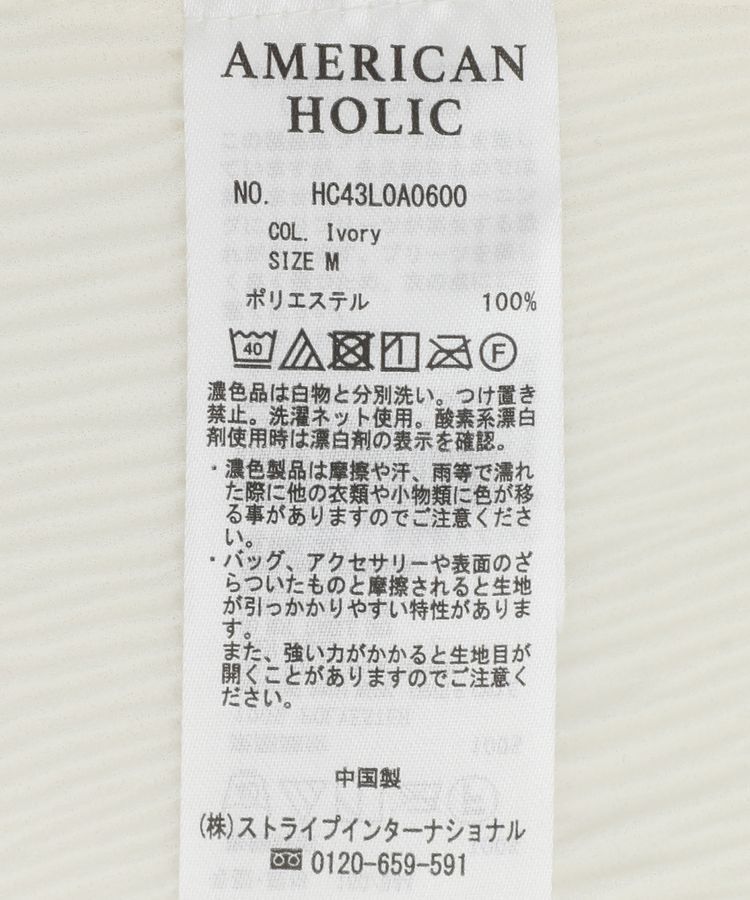 AMERICAN
HOLIC
NO. HC43L0A0600
COL. Ivory
SIZE M
ポリエステル 100%
40 F
濃色品は白物と分別洗い。つけ置き
禁止。洗濯ネット使用。酸素系漂白
剤使用時は漂白剤の表示を確認。
・濃色製品は摩擦や汗、雨等で濡れ
た際に他の衣類や小物類に色が移
る事がありますのでご注意くださ
い。
・バッグ、アクセサリーや表面のざ
らついたものと摩擦されると生地
が引っかかりやすい特性がありま
す。
また、強い力がかかると生地目が
開くことがありますのでご注意く
ださい。
中国製
(株)ストライプインターナショナル
0120-659-591